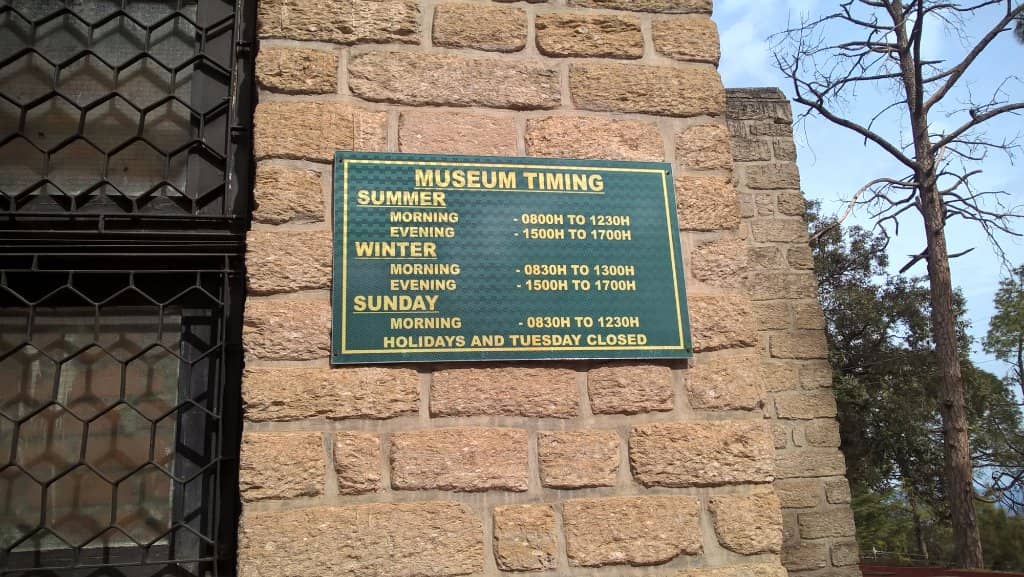 MUSEUM TIMING
SUMMER
MORNING - 0800H TO 1230H
EVENING - 1500H TO 1700H
WINTER
MORNING - 0830H TO 1300H
EVENING - 1500H TO 1700H
SUNDAY
MORNING - 0830H TO 1230H
HOLIDAYS AND TUESDAY CLOSED